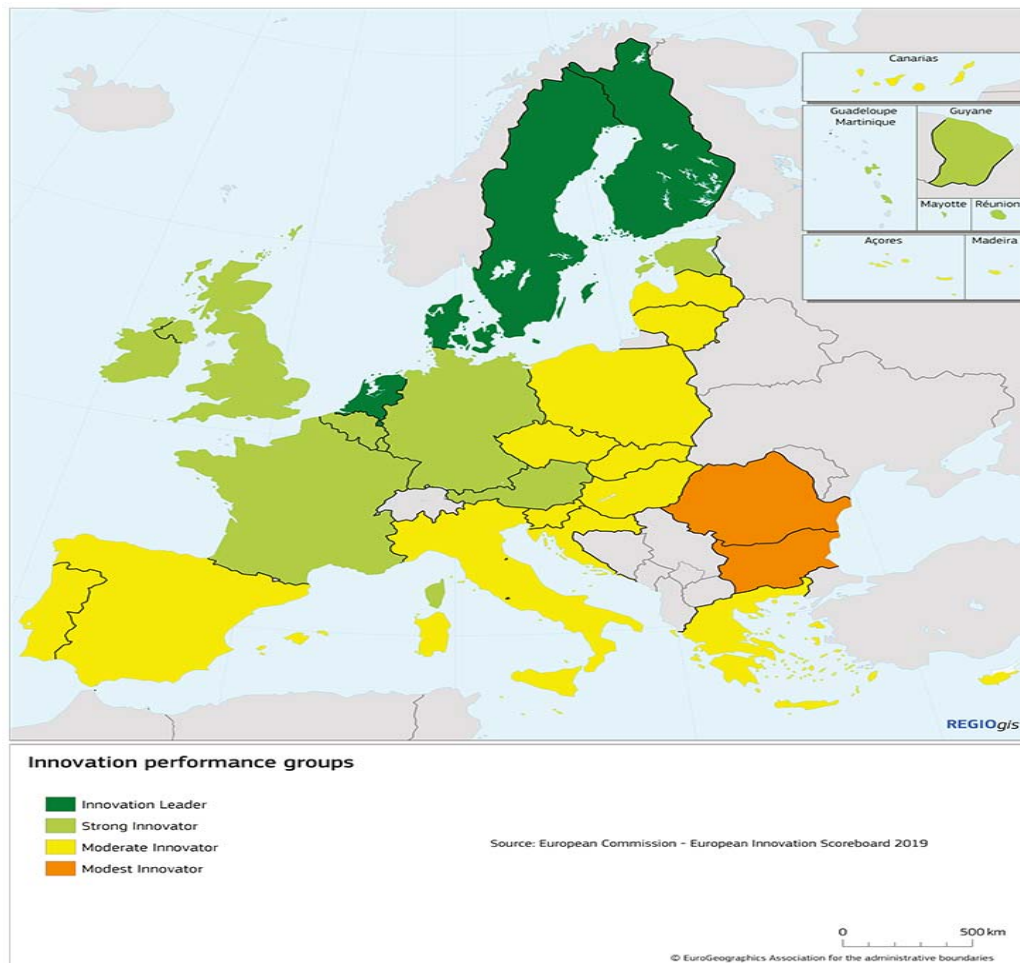 Canarias
Guadeloupe
Martinique
Guyane
Mayotte
Réunion
Açores
Madeira
REGIOgis
Innovation performance groups
Innovation Leader
Strong Innovator
Moderate Innovator
Modest Innovator
Source: European Commission - European Innovation Scoreboard 2019
0 500 km
© EuroGeographics Association for the administrative boundaries